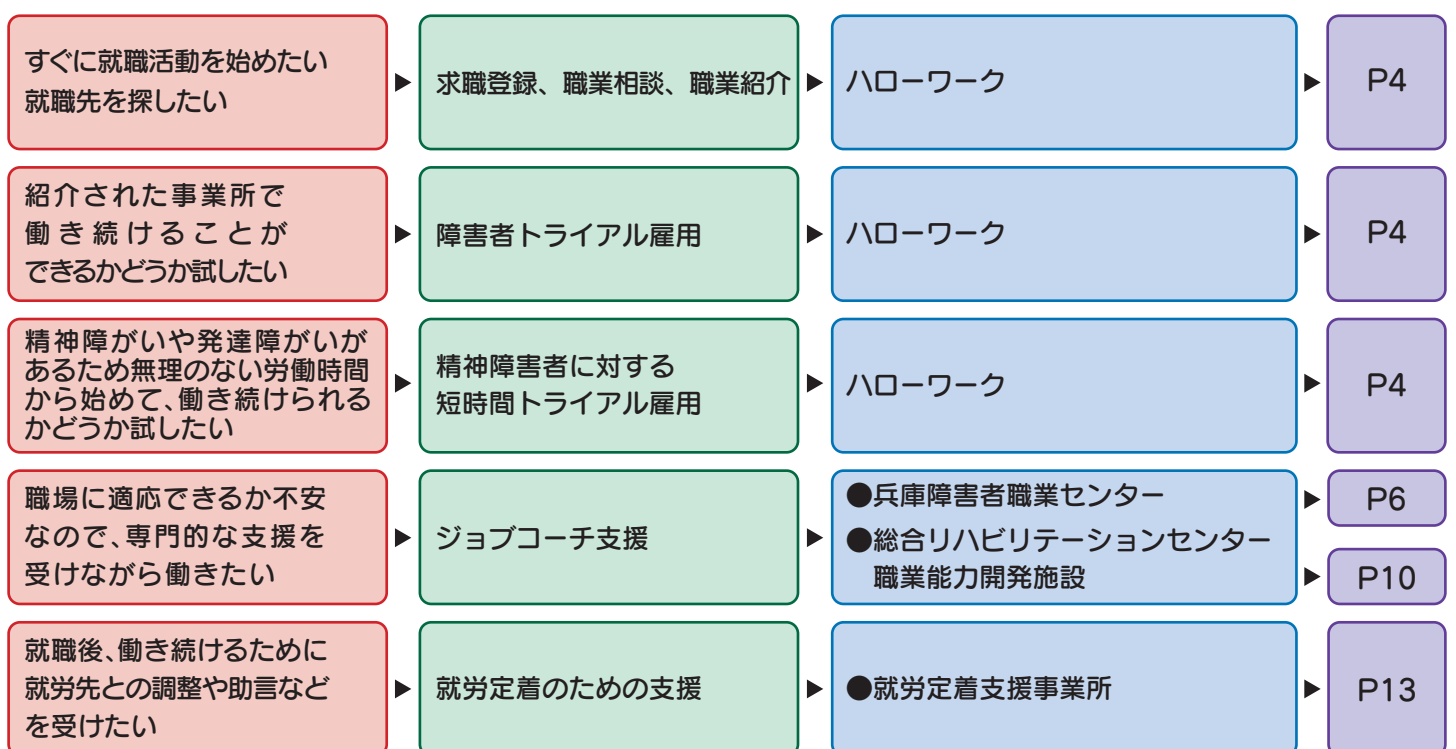 すぐに就職活動を始めたい
就職先を探したい
▶
求職登録、職業相談、職業紹介
▶
ハローワーク
▶
P4
紹介された事業所で
働き続けることが
できるかどうか試したい
▶
障害者トライアル雇用
▶
ハローワーク
▶
P4
精神障がいや発達障がいが
あるため無理のない労働時間
から始めて、働き続けられる
かどうか試したい
▶
精神障害者に対する
短時間トライアル雇用
▶
ハローワーク
▶
P4
職場に適応できるか不安
なので、専門的な支援を
受けながら働きたい
▶
ジョブコーチ支援
▶
●兵庫障害者職業センター
▶
P6
●総合リハビリテーションセンター
職業能力開発施設
▶
P10
就職後、働き続けるために
就労先との調整や助言など
を受けたい
▶
就労定着のための支援
▶
●就労定着支援事業所
▶
P13